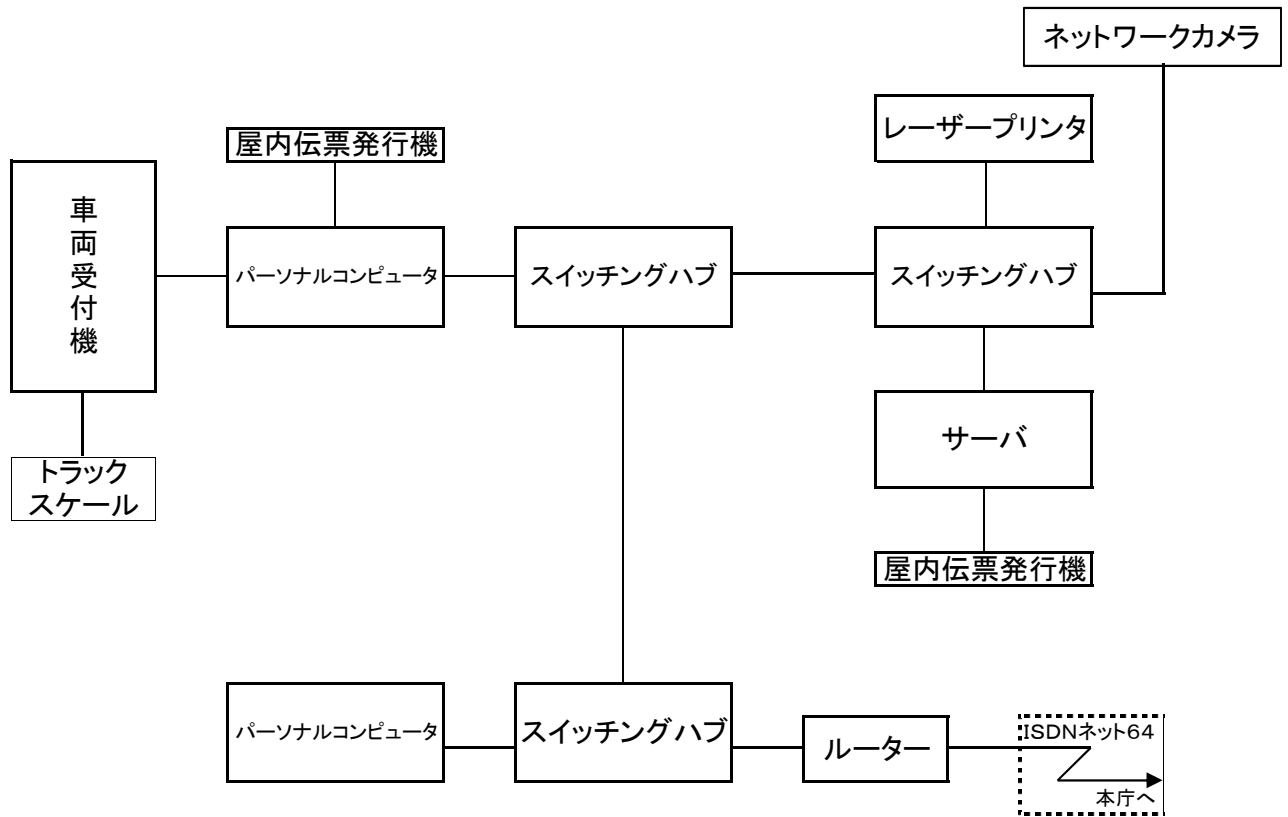 ネットワークカメラ
レーザープリンタ
屋内伝票発行機
車両受付機
パーソナルコンピュータ
スイッチングハブ
スイッチングハブ
サーバ
トラック
スケール
屋内伝票発行機
パーソナルコンピュータ
スイッチングハブ
ルーター
ISDNネット64
本庁へ